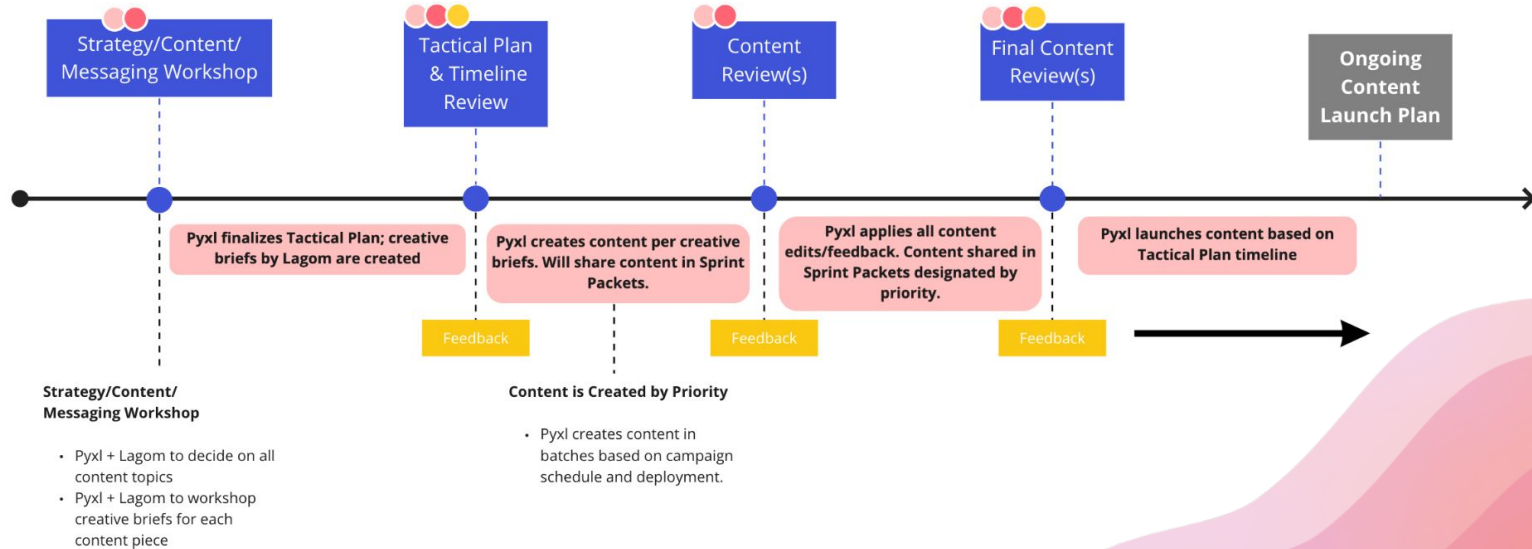 Strategy/Content/
Messaging Workshop
Tactical Plan
& Timeline
Review
Content
Review(s)
Final Content
Review(s)
Ongoing
Content
Launch Plan
Pyxl finalizes Tactical Plan; creative
briefs by Lagom are created
Pyxl creates content per creative
briefs. Will share content in Sprint
Packets.
Pyxl applies all content
edits/feedback. Content shared in
Sprint Packets designated by
priority.
Pyxl launches content based on
Tactical Plan timeline
Feedback
Feedback
Feedback
Strategy/Content/
Messaging Workshop
• Pyxl + Lagom to decide on all
content topics
• Pyxl + Lagom to workshop
creative briefs for each
content piece
Content is Created by Priority
• Pyxl creates content in
batches based on campaign
schedule and deployment.